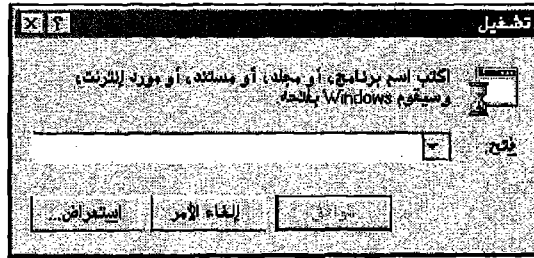 تشغيل
اكتب اسم برنامج، أو مجلد، أو مستند، أو مورد إنترنت،
وسيقوم Windows بفتحه.
فتح:
موافق
إلغاء الأمر
استعراض...